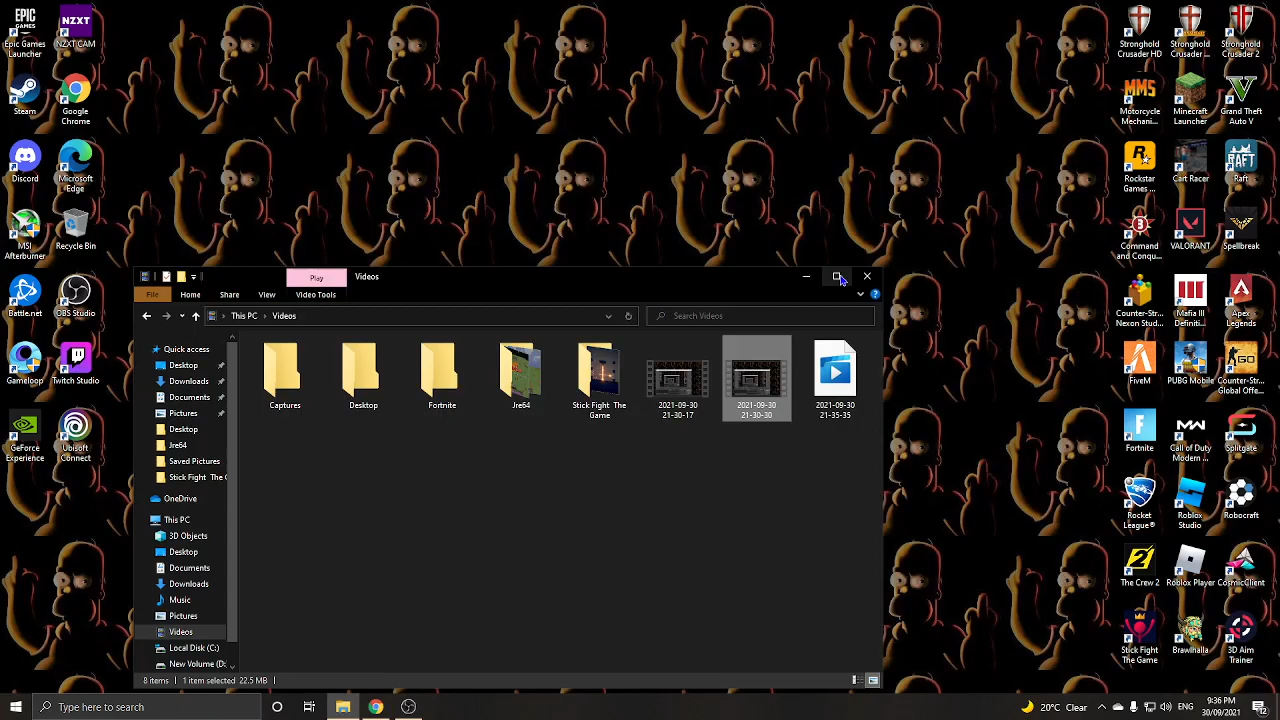 Epic Games
Launcher
NZXT CAM
Steam
Google
Chrome
Discord
Microsoft
Edge
MSI
Afterburner
Recycle Bin
Battle.net
OBS Studio
Gameloop
Twitch Studio
GeForce
Experience
Ubisoft
Connect
Play
Videos
File
Home
Share
View
Video Tools
This PC
Videos
Search Videos
Quick access
Desktop
Downloads
Documents
Pictures
Desktop
Jre64
Saved Pictures
Stick Fight The G
OneDrive
This PC
3D Objects
Desktop
Documents
Downloads
Music
Pictures
Videos
Local Disk (C:)
New Volume (D:
Captures
Desktop
Fortnite
Jre64
Stick Fight The
Game
2021-09-30
21-30-17
2021-09-30
21-30-30
2021-09-30
21-35-35
8 items
1 item selected 22.5 MB
Stronghold
Crusader HD
Stronghold
Crusader ...
Stronghold
Crusader 2
MMS
Motorcycle
Mechani...
Minecraft
Launcher
Grand Theft
Auto V
Rockstar
Games ...
Cart Racer
RAFT
Raft
Command
and Conqu...
VALORANT
Spellbreak
Counter-Str...
Nexon Stud...
Mafia III
Definiti...
Apex
Legends
FiveM
PUBG Mobile
Counter-Str...
Global Offe...
Fortnite
Call of Duty
Modern ...
Splitgate
Rocket
League®
Roblox
Studio
Robocraft
The Crew 2
Roblox Player
CosmicClient
Stick Fight
The Game
Brawlhalla
3D Aim
Trainer
Type here to search
20°C Clear
ENG
9:36 PM
30/09/2021